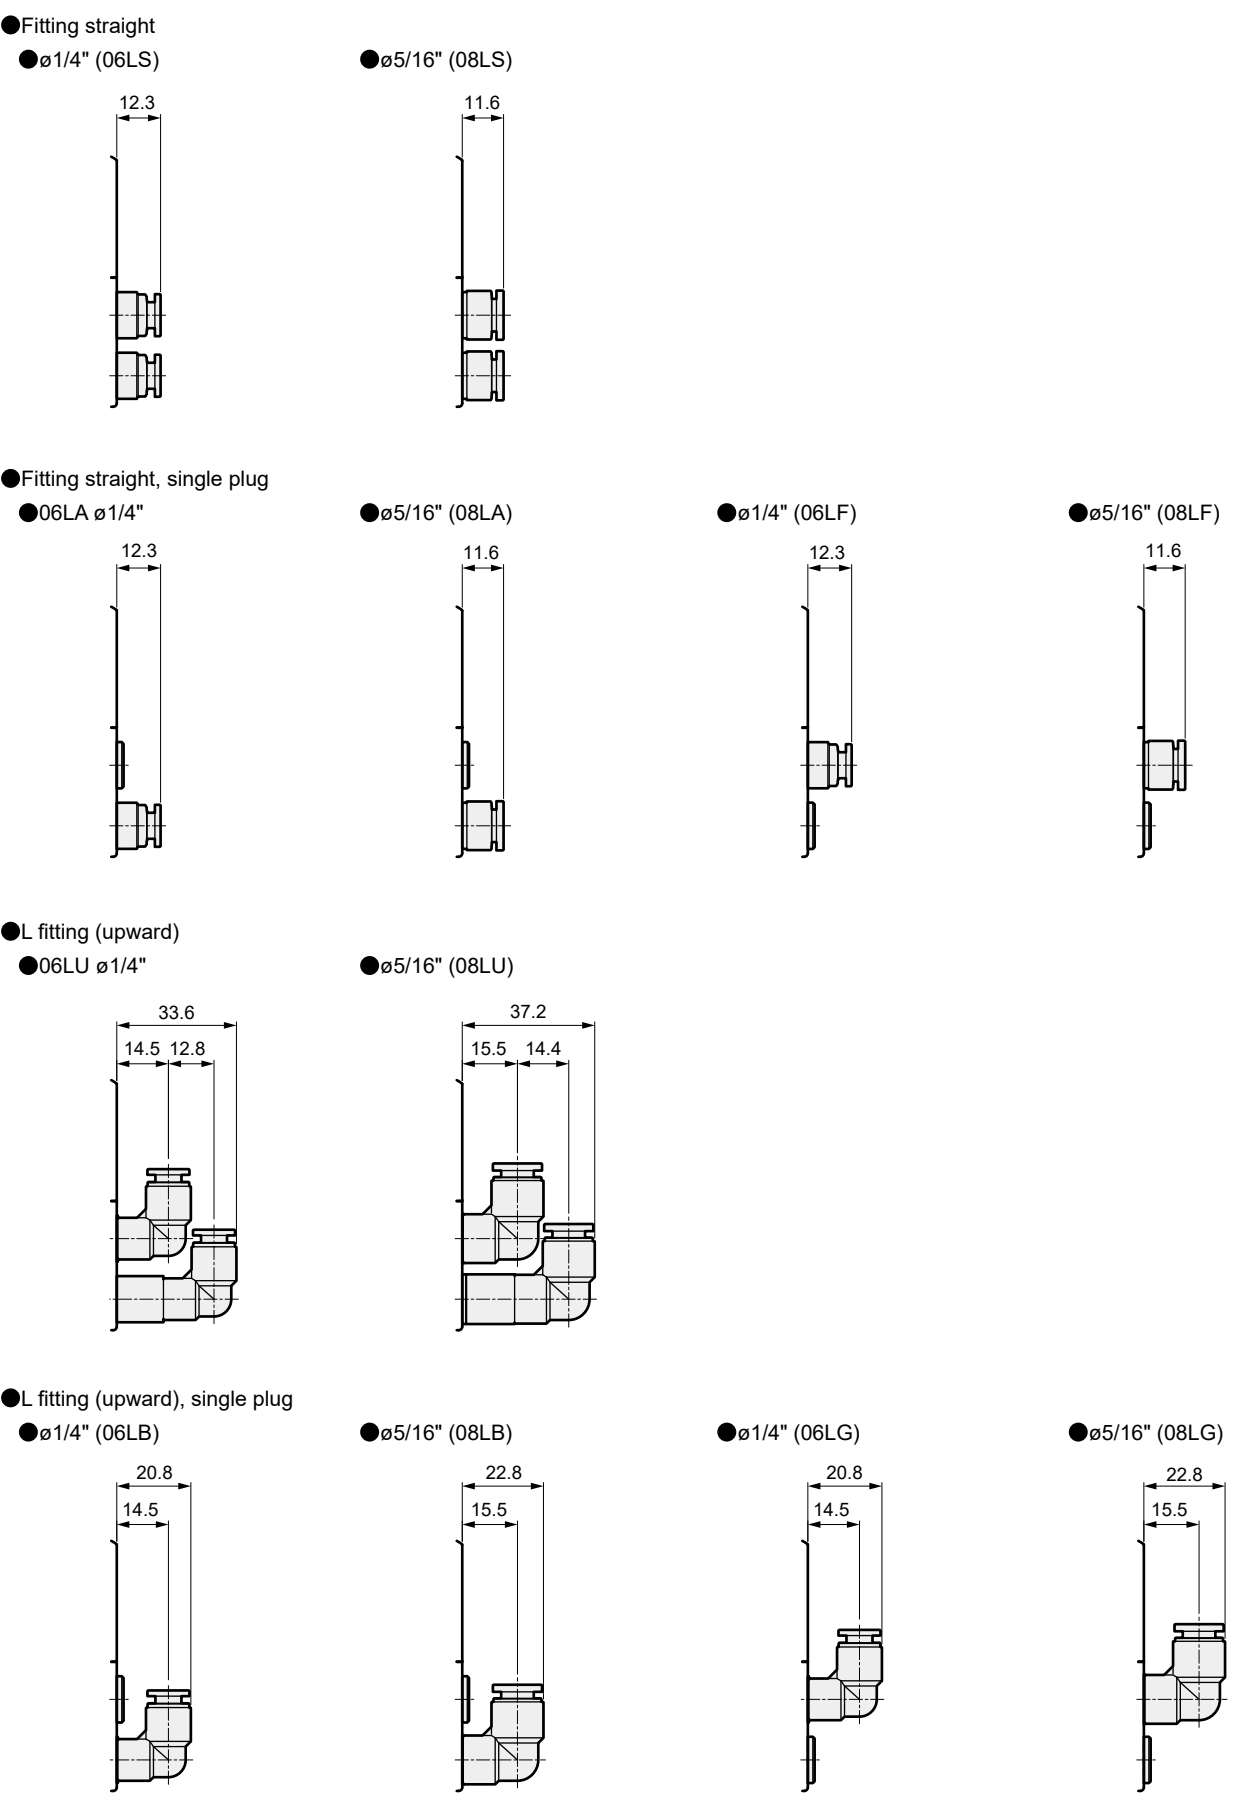 ●Fitting straight
●ø1/4" (06LS)
●ø5/16" (08LS)
12.3
11.6
●Fitting straight, single plug
●06LA ø1/4"
●ø5/16" (08LA)
●ø1/4" (06LF)
●ø5/16" (08LF)
12.3
11.6
12.3
11.6
●L fitting (upward)
●06LU ø1/4"
●ø5/16" (08LU)
33.6
14.5 12.8
37.2
15.5 14.4
●L fitting (upward), single plug
●ø1/4" (06LB)
●ø5/16" (08LB)
●ø1/4" (06LG)
●ø5/16" (08LG)
20.8
14.5
22.8
15.5
20.8
14.5
22.8
15.5